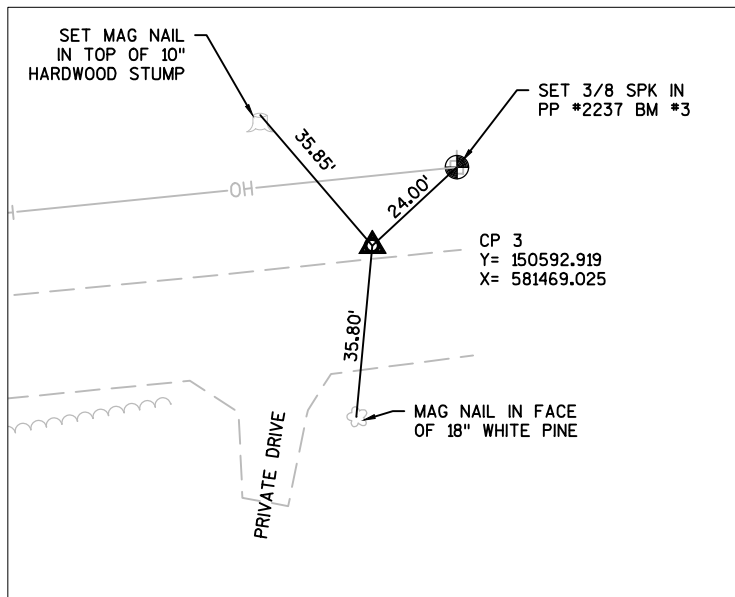 SET MAG NAIL
IN TOP OF 10"
HARDWOOD STUMP
SET 3/8 SPK IN
PP #2237 BM #3
35.85'
OH
24.00'
CP 3
Y= 150592.919
X= 581469.025
35.80'
MAG NAIL IN FACE
OF 18" WHITE PINE
PRIVATE DRIVE